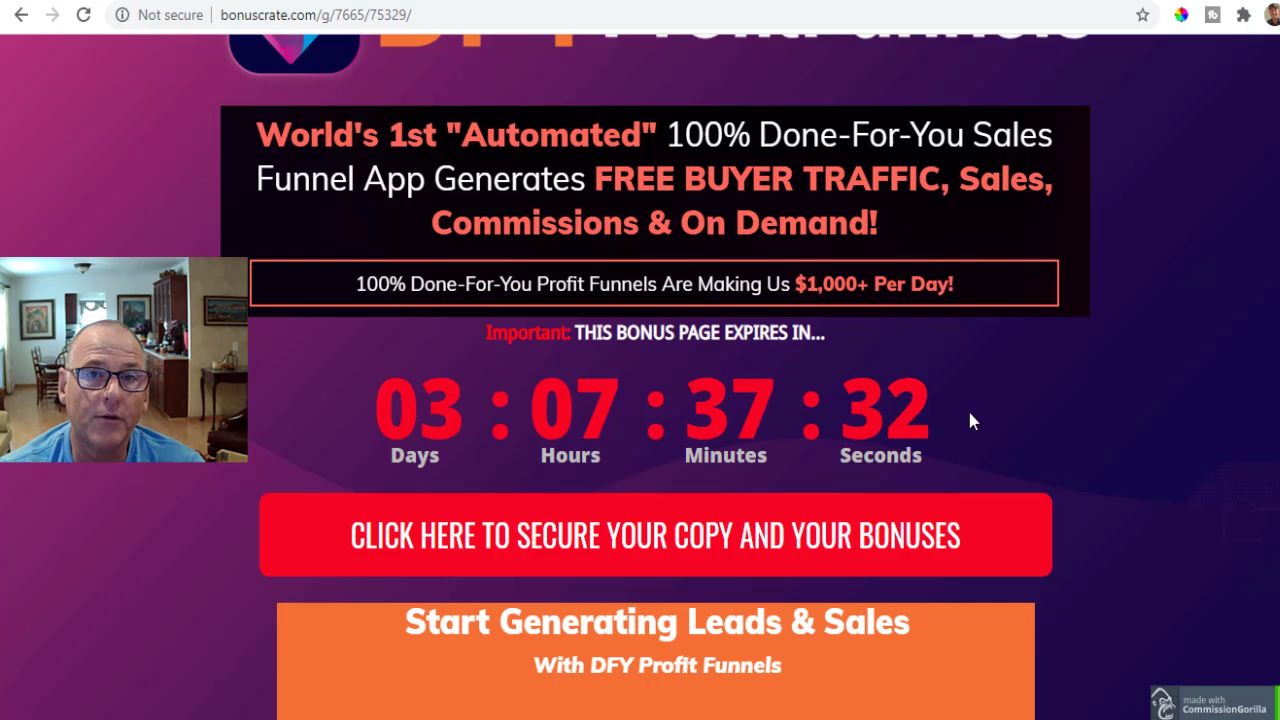 Not secure
bonuscrate.com/g/7665/75329/
DFY Profit Funnels
World's 1st "Automated" 100% Done-For-You Sales
Funnel App Generates FREE BUYER TRAFFIC, Sales,
Commissions & On Demand!
100% Done-For-You Profit Funnels Are Making Us $1,000+ Per Day!
Important: THIS BONUS PAGE EXPIRES IN...
03 : 07 : 37 : 32
Days Hours Minutes Seconds
CLICK HERE TO SECURE YOUR COPY AND YOUR BONUSES
Start Generating Leads & Sales
With DFY Profit Funnels
made with
CommissionGorilla